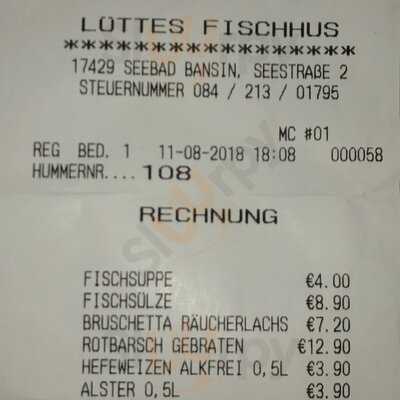 LÜTTES FISCHHUS
*******************
17429 SEEBAD BANSIN, SEESTRAßE 2
STEUERNUMMER 084 / 213 / 01795
MC #01
REG BED. 1 11-08-2018 18:08 000058
HUMMERNR.... 108
RECHNUNG
FISCHSUPPE €4.00
FISCHSÜLZE €8.90
BRUSCHETTA RÄUCHERLACHS €7.20
ROTBARSCH GEBRATEN €12.90
HEFEWEIZEN ALKFREI 0,5L €3.90
ALSTER 0,5L €3.90